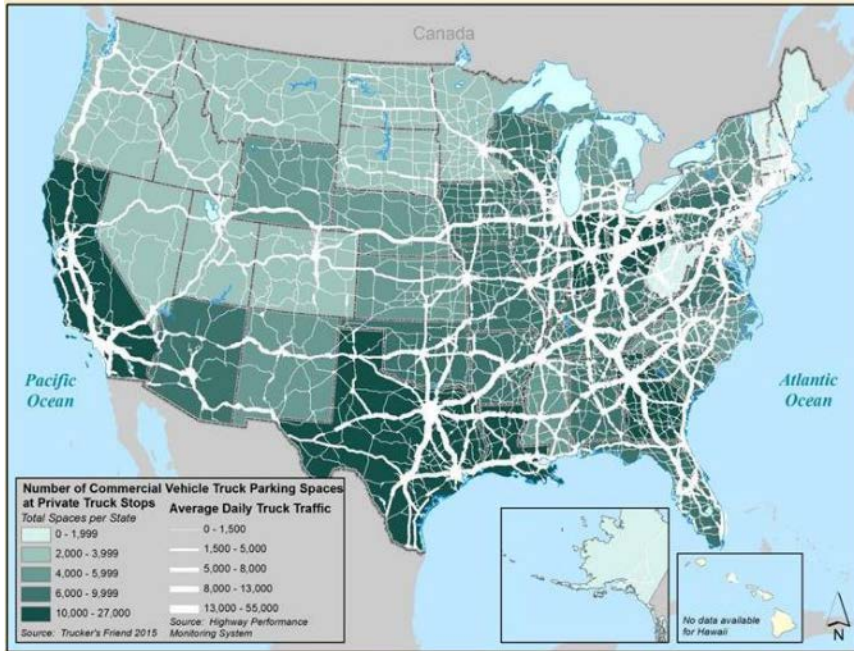 Canada
Pacific
Ocean
Atlantic
Ocean
Number of Commercial Vehicle Truck Parking Spaces
at Private Truck Stops
Total Spaces per State
0 - 1,999
2,000 - 3,999
4,000 - 5,999
6,000 - 9,999
10,000 - 27,000
Source: Trucker's Friend 2015
Average Daily Truck Traffic
0 - 1,500
1,500 - 5,000
5,000 - 8,000
8,000 - 13,000
13,000 - 55,000
Source: Highway Performance
Monitoring System
No data available
for Hawaii
N